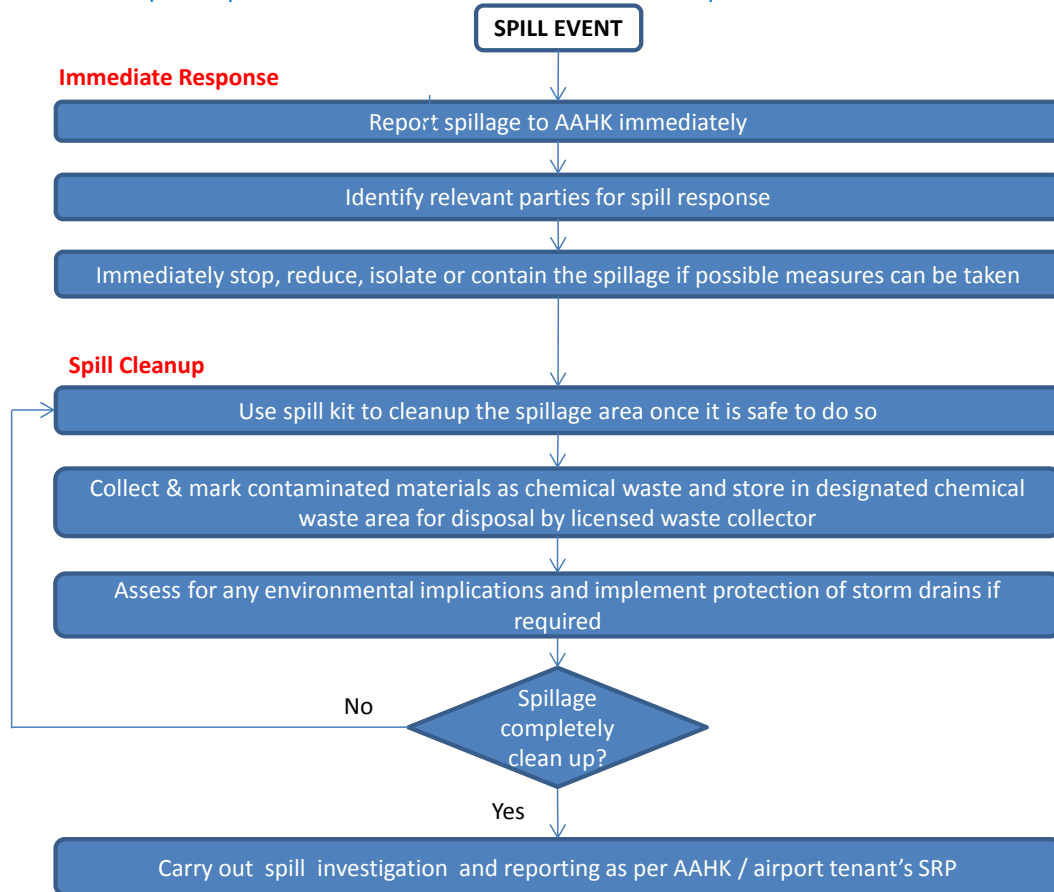 SPILL EVENT
Immediate Response
Report spillage to AAHK immediately
Identify relevant parties for spill response
Immediately stop, reduce, isolate or contain the spillage if possible measures can be taken
Spill Cleanup
Use spill kit to cleanup the spillage area once it is safe to do so
Collect & mark contaminated materials as chemical waste and store in designated chemical
waste area for disposal by licensed waste collector
Assess for any environmental implications and implement protection of storm drains if
required
Spillage
completely
clean up?
No
Yes
Carry out spill investigation and reporting as per AAHK / airport tenant's SRP